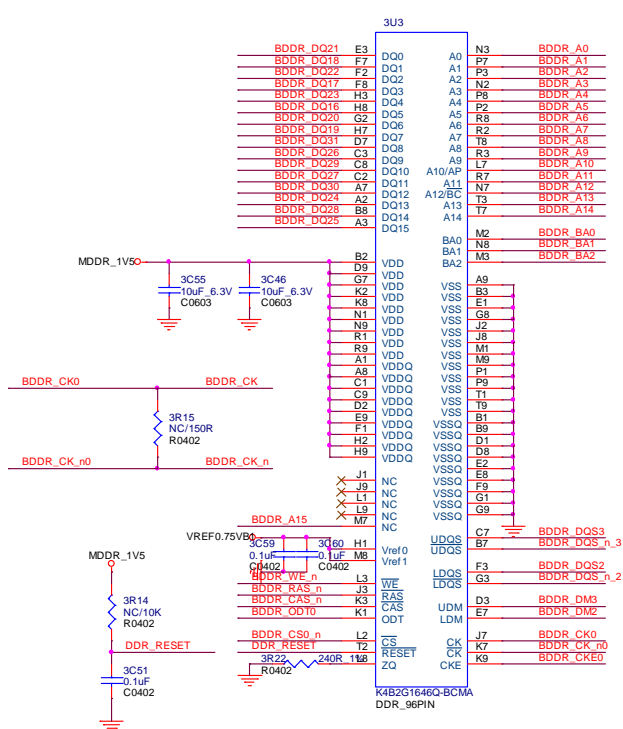 3U3
BDDR_DQ21 E3 DQ0 A0 N3 BDDR_A0
BDDR_DQ18 F7 DQ1 A1 P7 BDDR_A1
BDDR_DQ22 F2 DQ2 A2 P3 BDDR_A2
BDDR_DQ17 F8 DQ3 A3 N2 BDDR_A3
BDDR_DQ23 H3 DQ4 A4 P8 BDDR_A4
BDDR_DQ16 H8 DQ5 A5 P2 BDDR_A5
BDDR_DQ20 G2 DQ6 A6 R8 BDDR_A6
BDDR_DQ19 H7 DQ7 A7 R2 BDDR_A7
BDDR_DQ31 D7 DQ8 A8 T8 BDDR_A8
BDDR_DQ26 C3 DQ9 A9 R3 BDDR_A9
BDDR_DQ29 C8 DQ10 A10/AP L7 BDDR_A10
BDDR_DQ27 C2 DQ11 A11 R7 BDDR_A11
BDDR_DQ30 A7 DQ12 A12/BC N7 BDDR_A12
BDDR_DQ24 A2 DQ13 A13 T3 BDDR_A13
BDDR_DQ28 B8 DQ14 A14 T7 BDDR_A14
BDDR_DQ25 A3 DQ15
BA0 M2 BDDR_BA0
BA1 N8 BDDR_BA1
BA2 M3 BDDR_BA2
MDDR_1V5 B2 VDD
D9 VDD
3C55 3C46 G7 VDD VSS A9
10uF_6.3V 10uF_6.3V K2 VDD VSS B3
C0603 C0603 K8 VDD VSS E1
N1 VDD VSS G8
N9 VDD VSS J2
R1 VDD VSS J8
R9 VDD VSS M1
A1 VDDQ VSS M9
A8 VDDQ VSS P1
C1 VDDQ VSS P9
C9 VDDQ VSS T1
D2 VDDQ VSS T9
E9 VDDQ VSSQ B1
F1 VDDQ VSSQ B9
H2 VDDQ VSSQ D1
H9 VDDQ VSSQ D8
VSSQ E2
J1 NC VSSQ E8
J9 NC VSSQ F9
L1 NC VSSQ G1
L9 NC VSSQ G9
BDDR_A15 M7 NC
BDDR_CK0 BDDR_CK
3R15
NC/150R
R0402
BDDR_CK_n0 BDDR_CK_n
VREF0.75VB
H1 Vref0
M8 Vref1
3C59 3C60
0.1uF 0.1uF
C0402 C0402
UDQS C7 BDDR_DQS3
UDQS B7 BDDR_DQS_n_3
LDQS F3 BDDR_DQS2
LDQS G3 BDDR_DQS_n_2
BDDR_WE_n L3 WE
BDDR_RAS_n J3 RAS
BDDR_CAS_n K3 CAS UDM D3 BDDR_DM3
BDDR_ODT0 K1 ODT LDM E7 BDDR_DM2
BDDR_CS0_n L2 CS CK J7 BDDR_CK0
DDR_RESET T2 RESET CK K7 BDDR_CK_n0
3R22 240R_1% L8 ZQ CKE K9 BDDR_CKE0
R0402
K4B2G1646Q-BCMA
DDR_96PIN
MDDR_1V5
3R14
NC/10K
R0402
DDR_RESET
3C51
0.1uF
C0402